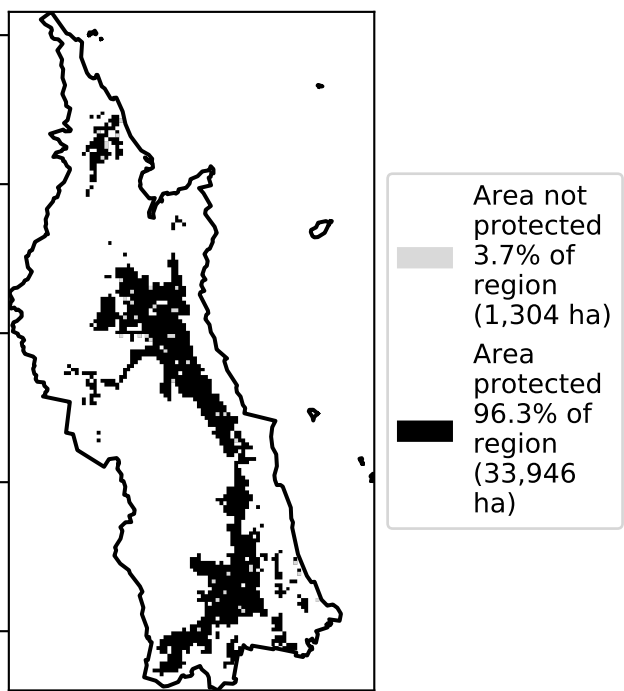 Area not
protected
3.7% of
region
(1,304 ha)
Area
protected
96.3% of
region
(33,946
ha)